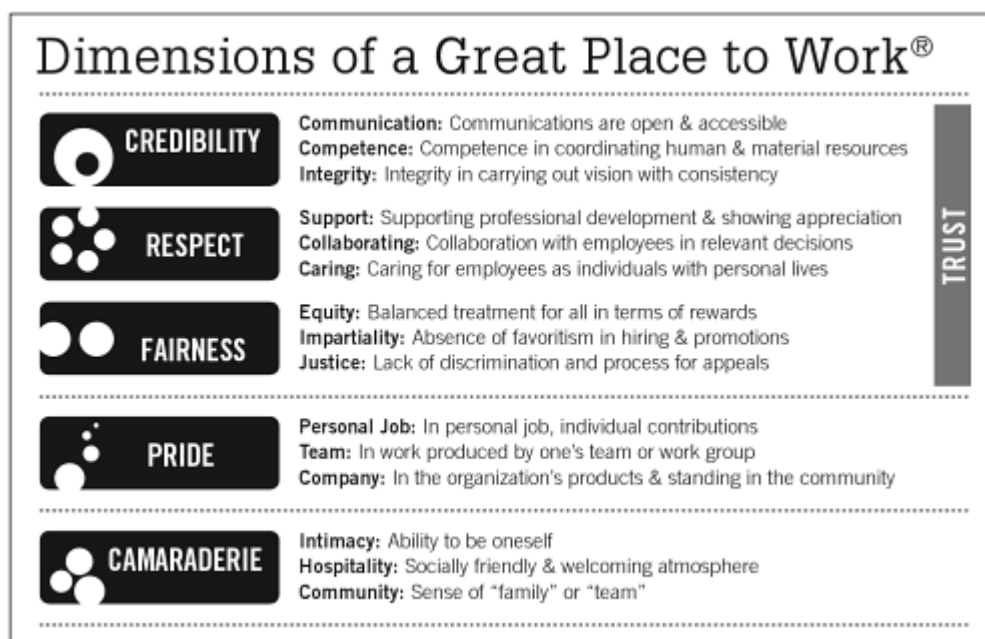 Dimensions of a Great Place to Work®
CREDIBILITY
Communication: Communications are open & accessible
Competence: Competence in coordinating human & material resources
Integrity: Integrity in carrying out vision with consistency
RESPECT
Support: Supporting professional development & showing appreciation
Collaborating: Collaboration with employees in relevant decisions
Caring: Caring for employees as individuals with personal lives
FAIRNESS
Equity: Balanced treatment for all in terms of rewards
Impartiality: Absence of favoritism in hiring & promotions
Justice: Lack of discrimination and process for appeals
TRUST
PRIDE
Personal Job: In personal job, individual contributions
Team: In work produced by one's team or work group
Company: In the organization's products & standing in the community
CAMARADERIE
Intimacy: Ability to be oneself
Hospitality: Socially friendly & welcoming atmosphere
Community: Sense of “family” or “team”